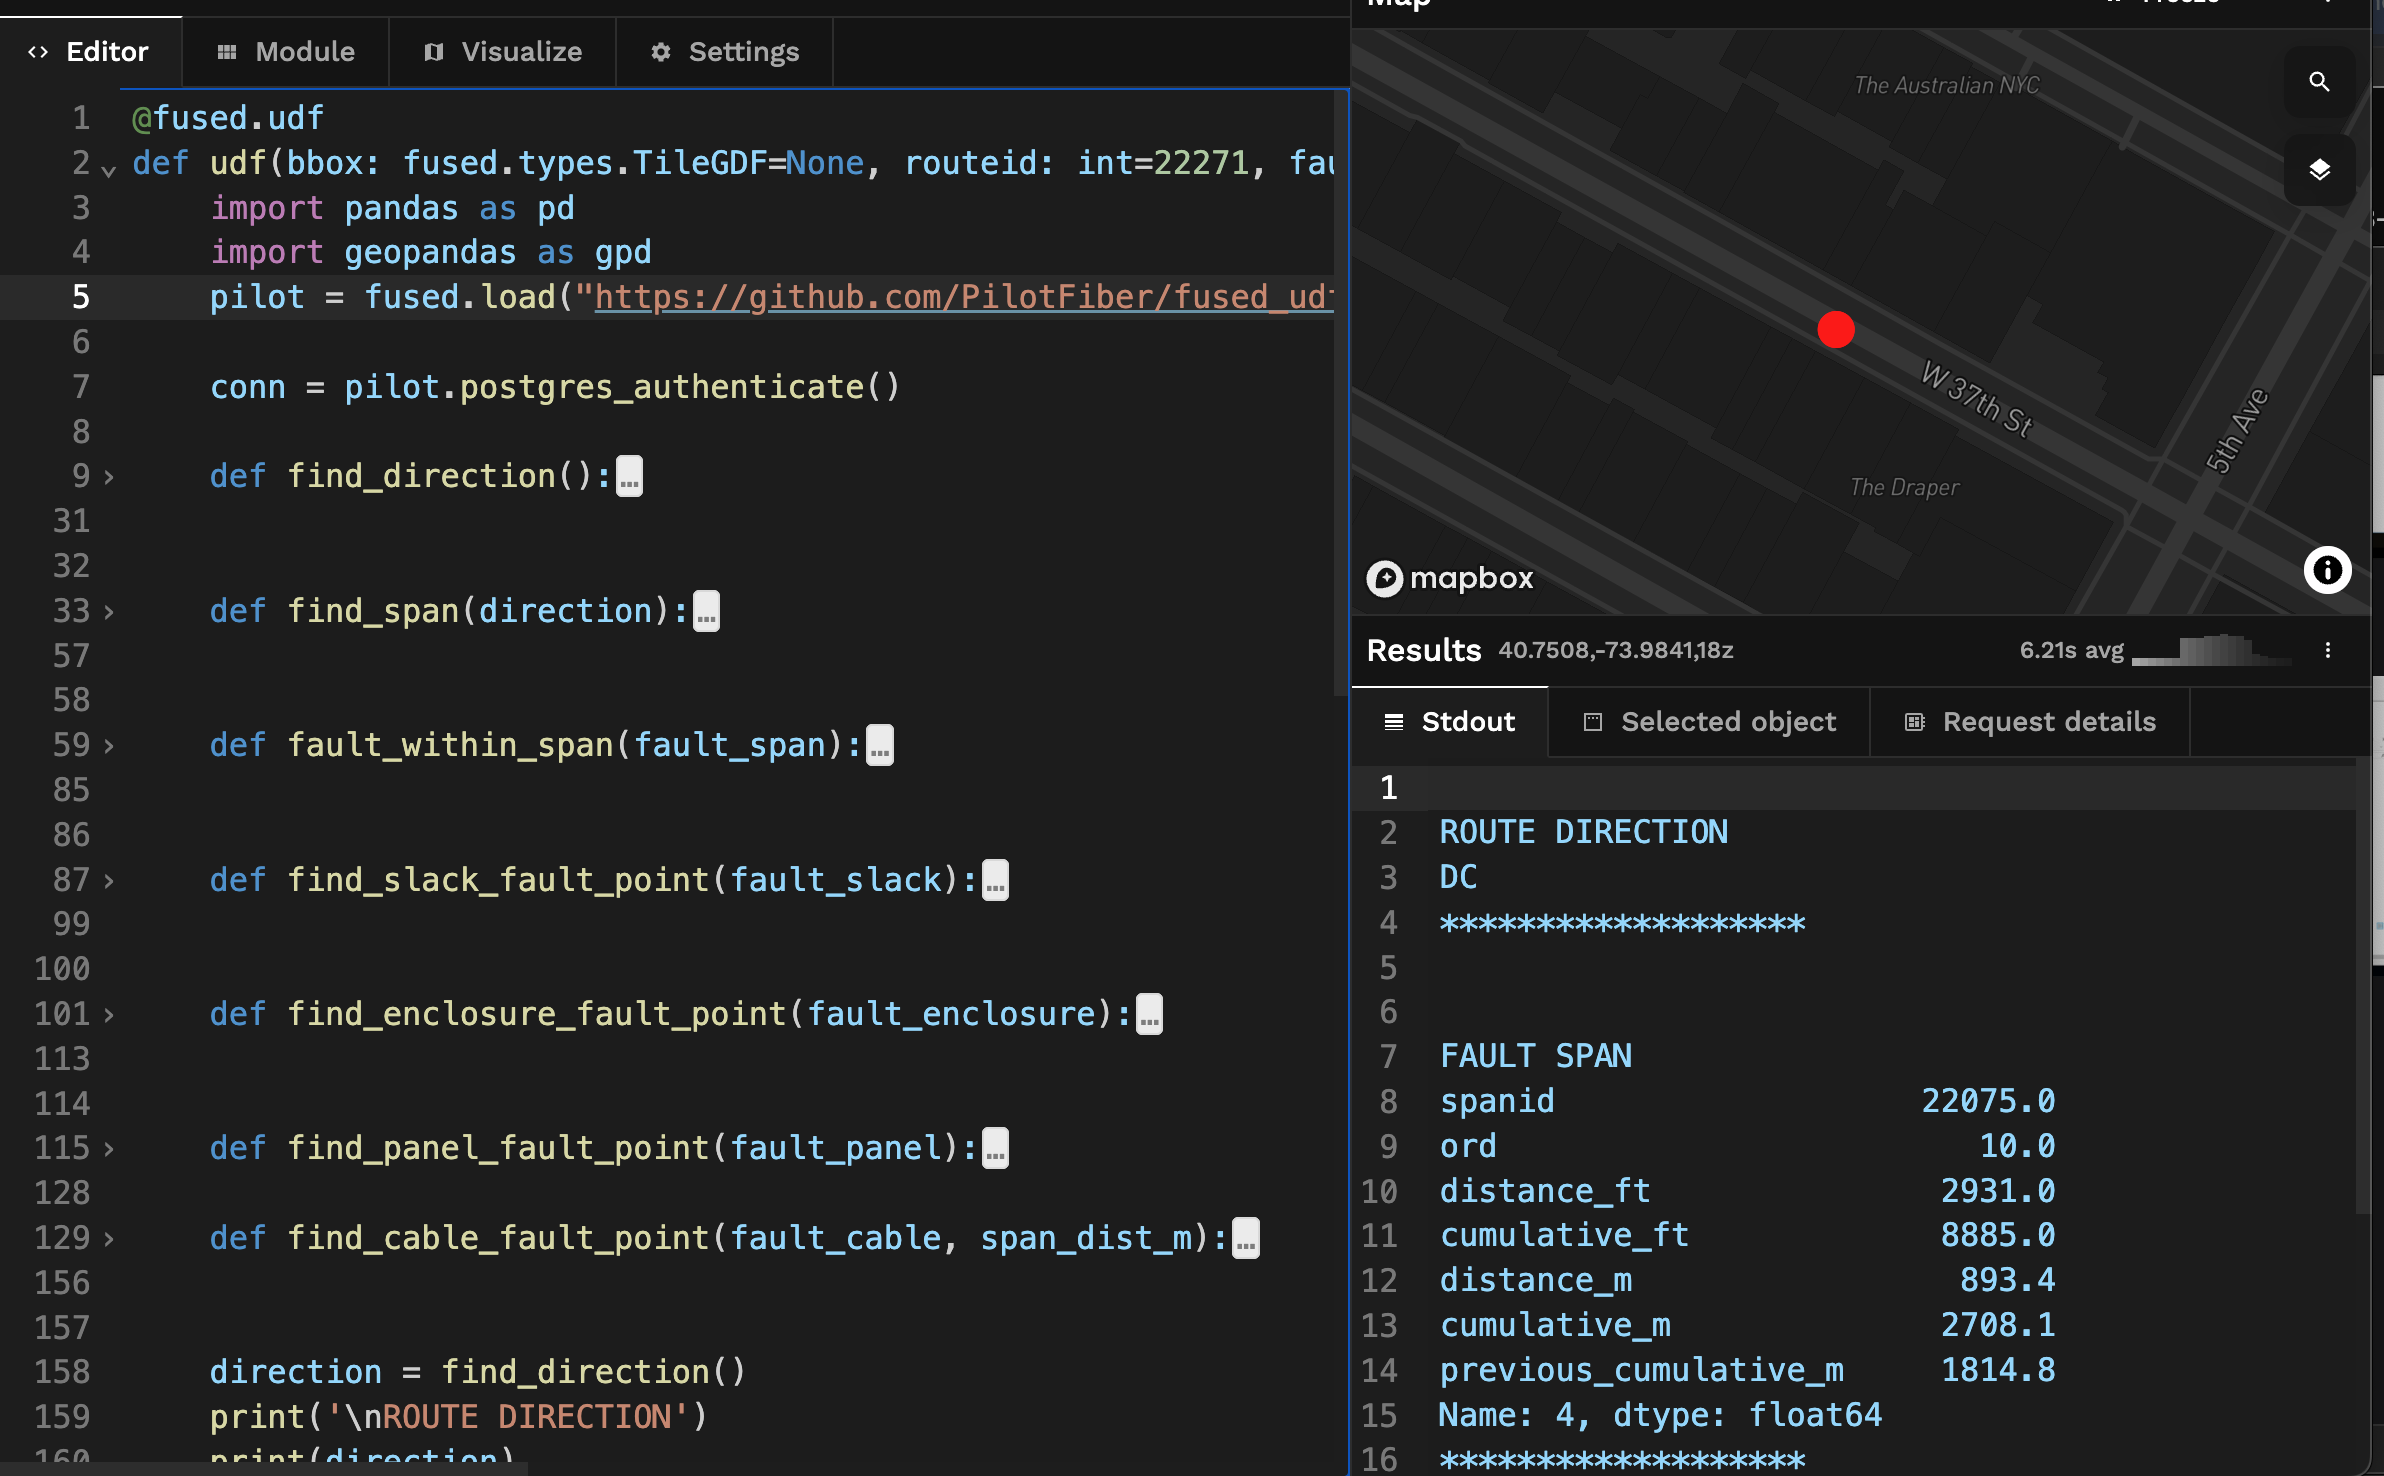 Editor
Module
Visualize
Settings
1 @fused.udf
2 def udf(bbox: fused.types.TileGDF=None, routeid: int=22271, fau
3 import pandas as pd
4 import geopandas as gpd
5 pilot = fused.load("https://github.com/PilotFiber/fused_udf
6
7 conn = pilot.postgres_authenticate()
8
9 def find_direction():…
31
32
33 def find_span(direction):…
57
58
59 def fault_within_span(fault_span):…
85
86
87 def find_slack_fault_point(fault_slack):…
99
100
101 def find_enclosure_fault_point(fault_enclosure):…
113
114
115 def find_panel_fault_point(fault_panel):…
128
129 def find_cable_fault_point(fault_cable, span_dist_m):…
156
157
158 direction = find_direction()
159 print('\nROUTE DIRECTION')
160 print(direction)
Map
The Australian NYC
W 37th St
5th Ave
The Draper
mapbox
Results 40.7508,-73.9841,18z 6.21s avg
Stdout
Selected object
Request details
1
2 ROUTE DIRECTION
3 DC
4 *******************
5
6
7 FAULT SPAN
8 spanid 22075.0
9 ord 10.0
10 distance_ft 2931.0
11 cumulative_ft 8885.0
12 distance_m 893.4
13 cumulative_m 2708.1
14 previous_cumulative_m 1814.8
15 Name: 4, dtype: float64
16 *******************